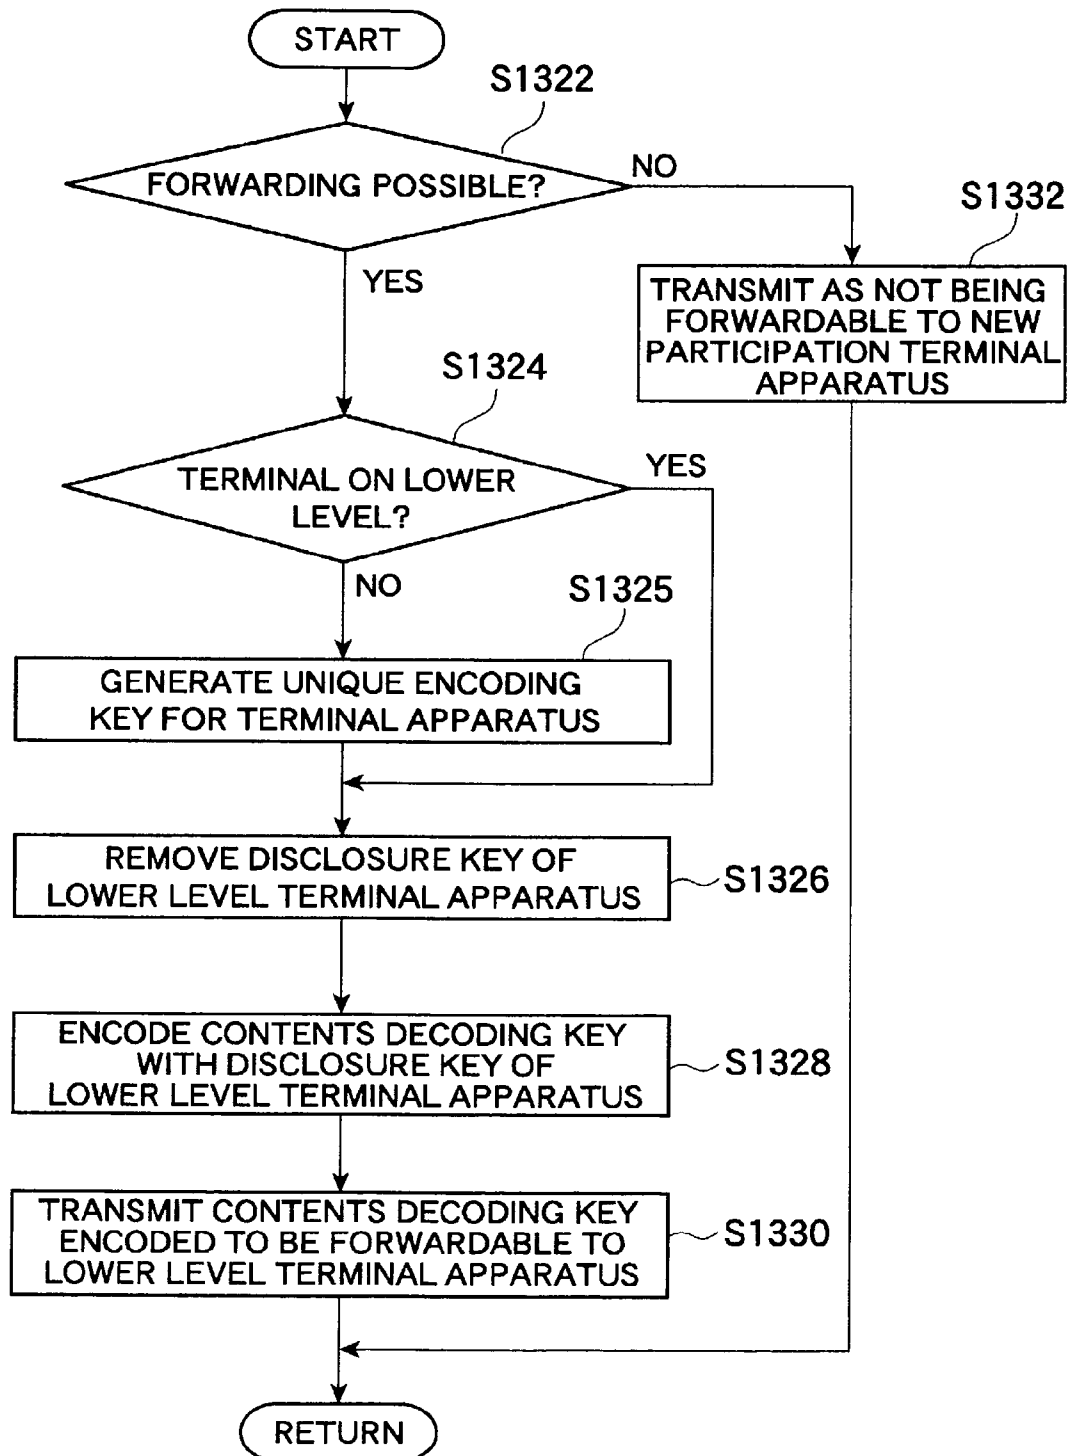 START
S1322
FORWARDING POSSIBLE?
NO
S1332
YES
TRANSMIT AS NOT BEING
FORWARDABLE TO NEW
PARTICIPATION TERMINAL
APPARATUS
S1324
TERMINAL ON LOWER
LEVEL?
YES
NO
S1325
GENERATE UNIQUE ENCODING
KEY FOR TERMINAL APPARATUS
REMOVE DISCLOSURE KEY OF
LOWER LEVEL TERMINAL APPARATUS
S1326
ENCODE CONTENTS DECODING KEY
WITH DISCLOSURE KEY OF
LOWER LEVEL TERMINAL APPARATUS
S1328
TRANSMIT CONTENTS DECODING KEY
ENCODED TO BE FORWARDABLE TO
LOWER LEVEL TERMINAL APPARATUS
S1330
RETURN